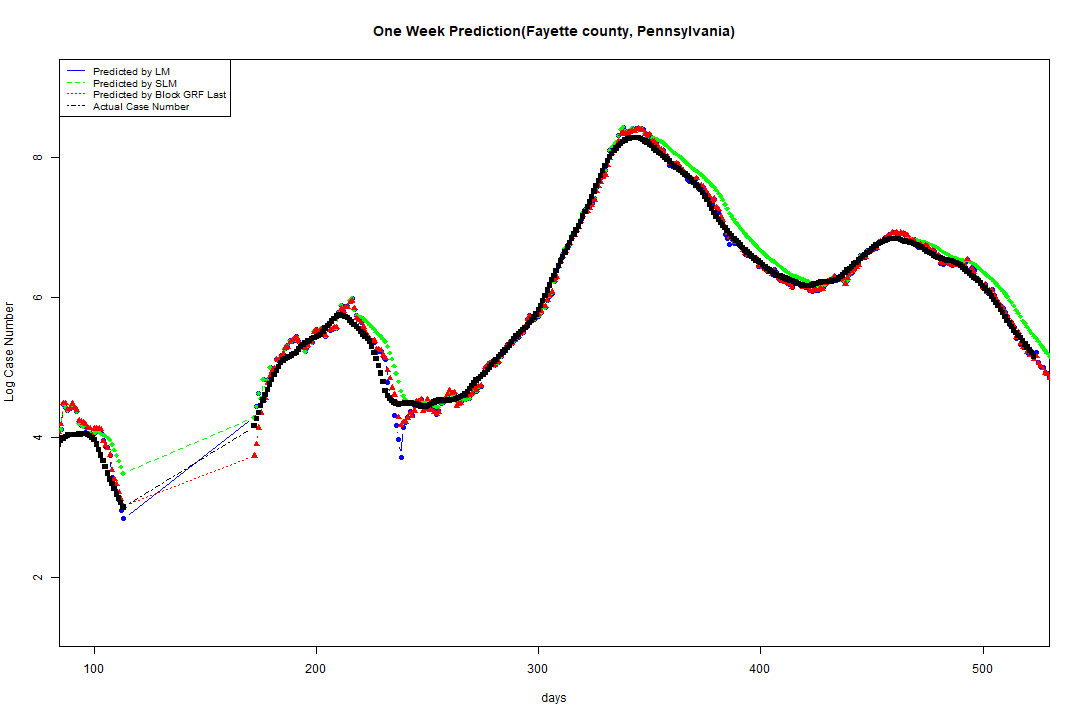 One Week Prediction(Fayette county, Pennsylvania)
Predicted by LM
Predicted by SLM
Predicted by Block GRF Last
Actual Case Number
8
6
4
2
Log Case Number
100 200 300 400 500
days